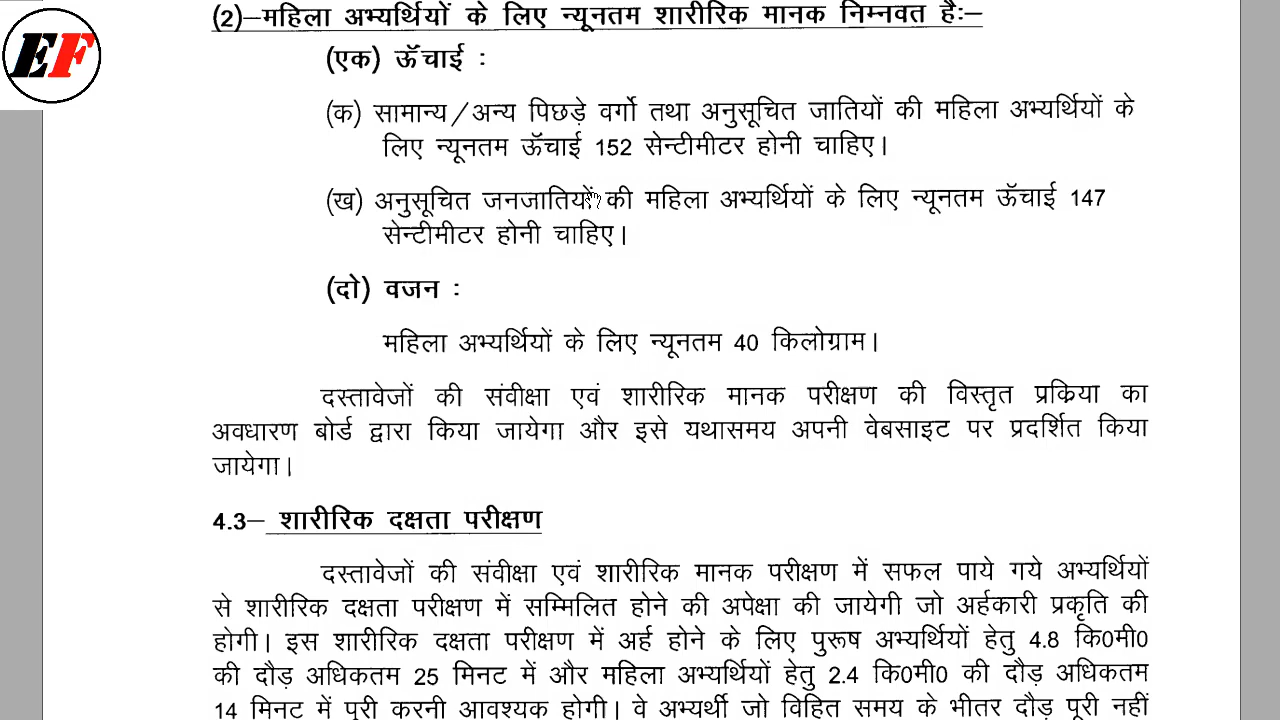 EF
(2)–महिला अभ्यर्थियों के लिए न्यूनतम शारीरिक मानक निम्नवत हैः–
(एक) ऊॅचाई :
(क) सामान्य/अन्य पिछड़े वर्गो तथा अनुसूचित जातियों की महिला अभ्यर्थियों के
लिए न्यूनतम ऊॅचाई 152 सेन्टीमीटर होनी चाहिए।
(ख) अनुसूचित जनजातियों की महिला अभ्यर्थियों के लिए न्यूनतम ऊॅचाई 147
सेन्टीमीटर होनी चाहिए।
(दो) वजन :
महिला अभ्यर्थियों के लिए न्यूनतम 40 किलोग्राम।
दस्तावेजों की संवीक्षा एवं शारीरिक मानक परीक्षण की विस्तृत प्रकिया का
अवधारण बोर्ड द्वारा किया जायेगा और इसे यथासमय अपनी वेबसाइट पर प्रदर्शित किया
जायेगा।
4.3– शारीरिक दक्षता परीक्षण
दस्तावेजों की संवीक्षा एवं शारीरिक मानक परीक्षण में सफल पाये गये अभ्यर्थियों
से शारीरिक दक्षता परीक्षण में सम्मिलित होने की अपेक्षा की जायेगी जो अर्हकारी प्रकृति की
होगी। इस शारीरिक दक्षता परीक्षण में अर्ह होने के लिए पुरूष अभ्यर्थियों हेतु 4.8 कि0मी0
की दौड़ अधिकतम 25 मिनट में और महिला अभ्यर्थियों हेतु 2.4 कि0मी0 की दौड़ अधिकतम
14 मिनट में पूरी करनी आवश्यक होगी। वे अभ्यर्थी जो विहित समय के भीतर दौड़ पूरी नहीं